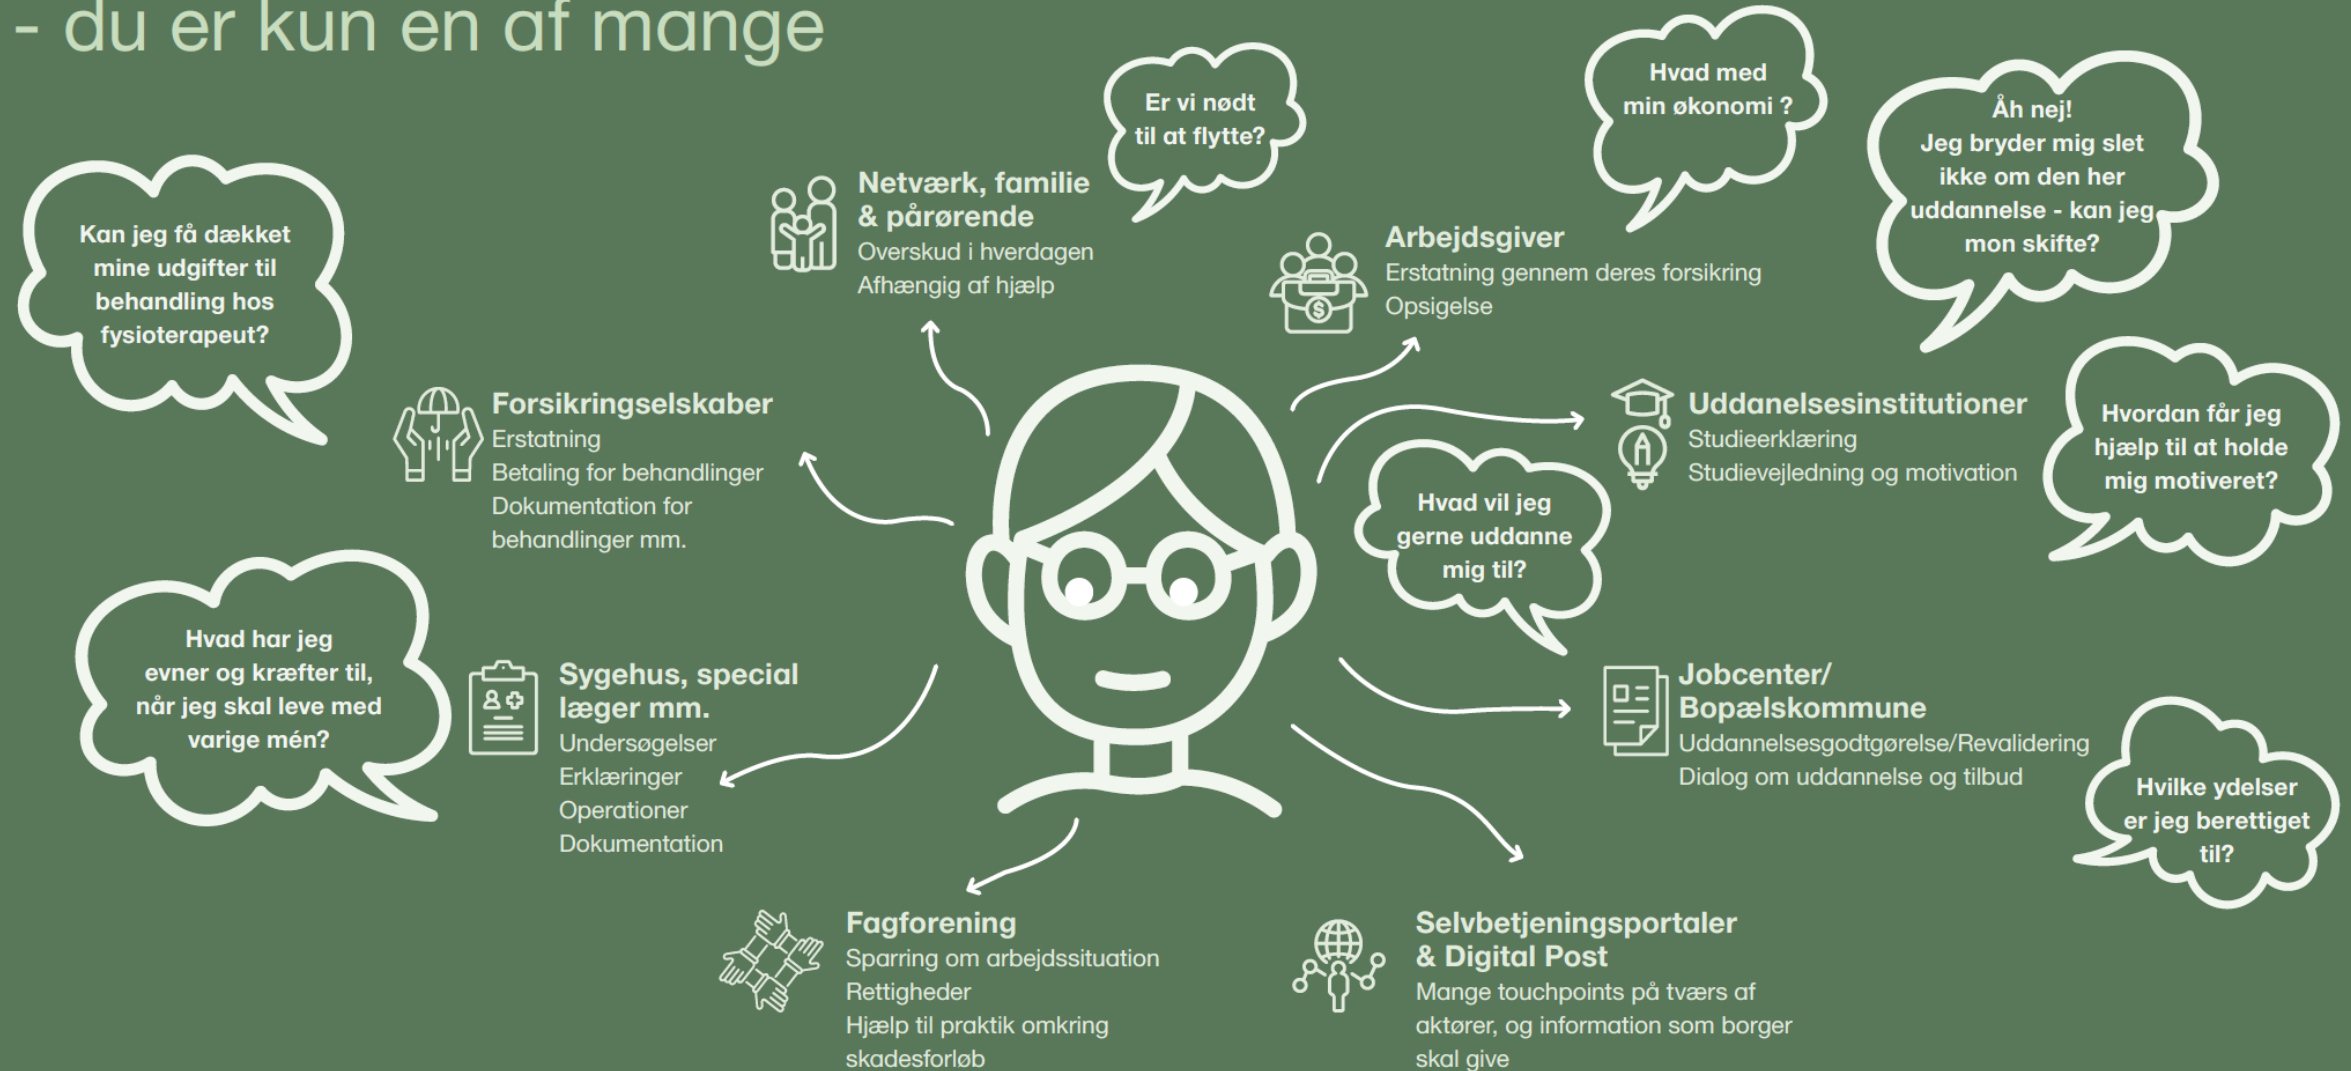 - du er kun en af mange
Er vi nødt
til at flytte?
Hvad med
min økonomi ?
Åh nej!
Jeg bryder mig slet
ikke om den her
uddannelse - kan jeg
mon skifte?
Kan jeg få dækket
mine udgifter til
behandling hos
fysioterapeut?
Netværk, familie
& pårørende
Overskud i hverdagen
Afhængig af hjælp
Arbejdsgiver
Erstatning gennem deres forsikring
Opsigelse
Forsikringselskaber
Erstatning
Betaling for behandlinger
Dokumentation for
behandlinger mm.
Uddanelsesinstitutioner
Studieerklæring
Studievejledning og motivation
Hvordan får jeg
hjælp til at holde
mig motiveret?
Hvad vil jeg
gerne uddanne
mig til?
Hvad har jeg
evner og kræfter til,
når jeg skal leve med
varige mén?
Sygehus, special
læger mm.
Undersøgelser
Erklæringer
Operationer
Dokumentation
Jobcenter/
Bopælskommune
Uddannelsesgodtgørelse/Revalidering
Dialog om uddannelse og tilbud
Hvilke ydelser
er jeg berettiget
til?
Fagforening
Sparring om arbejdssituation
Rettigheder
Hjælp til praktik omkring
skadesforløb
Selvbetjeningsportaler
& Digital Post
Mange touchpoints på tværs af
aktører, og information som borger
skal give